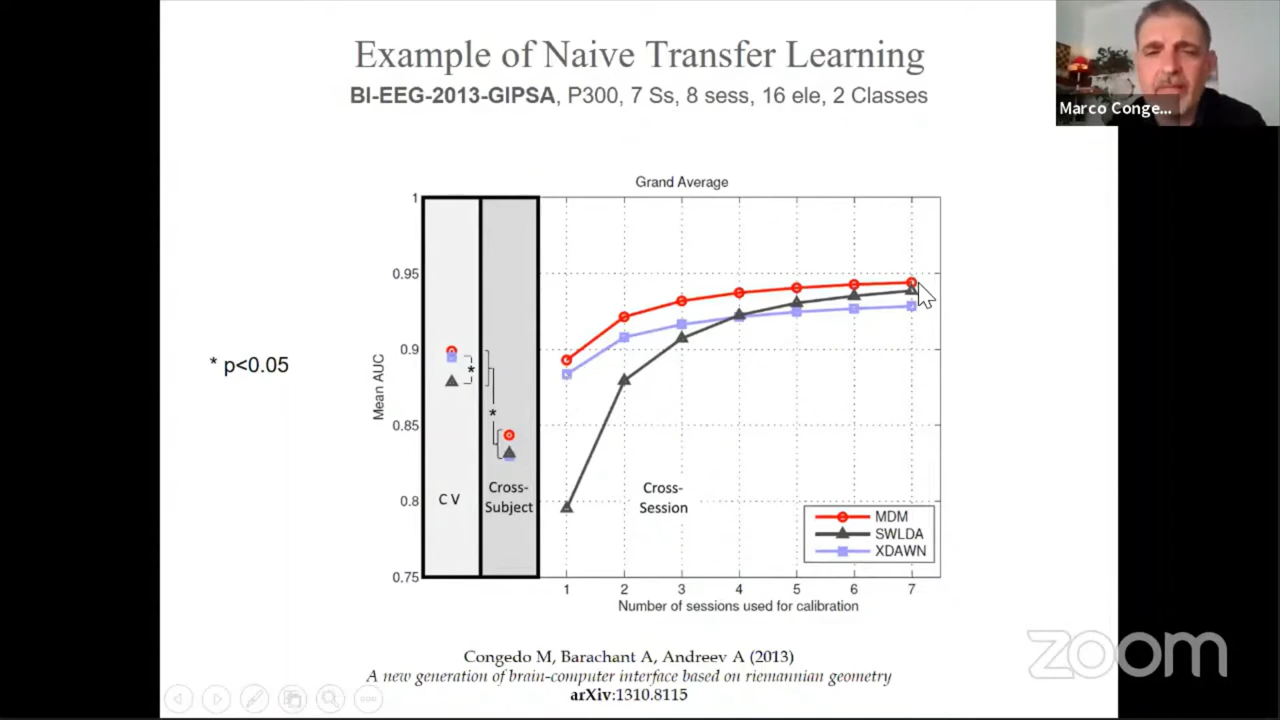 Example of Naive Transfer Learning
BI-EEG-2013-GIPSA, P300, 7 Ss, 8 sess, 16 ele, 2 Classes
Marco Conge...
Grand Average
1
0.95
0.9
0.85
0.8
0.75
Mean AUC
* p<0.05
*
*
C V
Cross-
Subject
Cross-
Session
MDM
SWLDA
XDAWN
1 2 3 4 5 6 7
Number of sessions used for calibration
Congedo M, Barachant A, Andreev A (2013)
A new generation of brain-computer interface based on riemannian geometry
arXiv:1310.8115
zoom